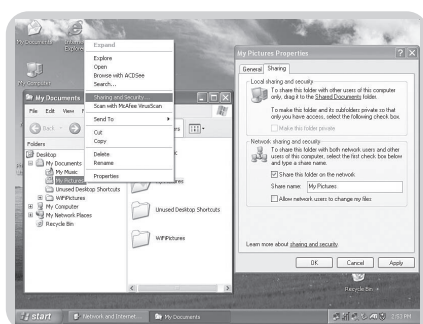 My Documents
Internet
Explorer
My Computer
Expand
Explore
Open
Browse with ACDSee
Search...
Sharing and Security...
Scan with McAfee VirusScan
Send To
Cut
Copy
Delete
Rename
Properties
My Documents
File Edit View
Back
Folders
Desktop
My Documents
My Music
My Pictures
Unused Desktop Shortcuts
WiFiPictures
My Computer
My Network Places
Recycle Bin
Unused Desktop Shortcuts
WiFiPictures
My Pictures Properties
General Sharing
Local sharing and security
To share this folder with other users of this computer
only, drag it to the Shared Documents folder.
To make this folder and its subfolders private so that
only you have access, select the following check box.
Make this folder private
Network sharing and security
To share this folder with both network users and other
users of this computer, select the first check box below
and type a share name.
Share this folder on the network
Share name: My Pictures
Allow network users to change my files
Learn more about sharing and security.
OK Cancel Apply
Recycle Bin
start Network and Internet... My Documents 2:53 PM